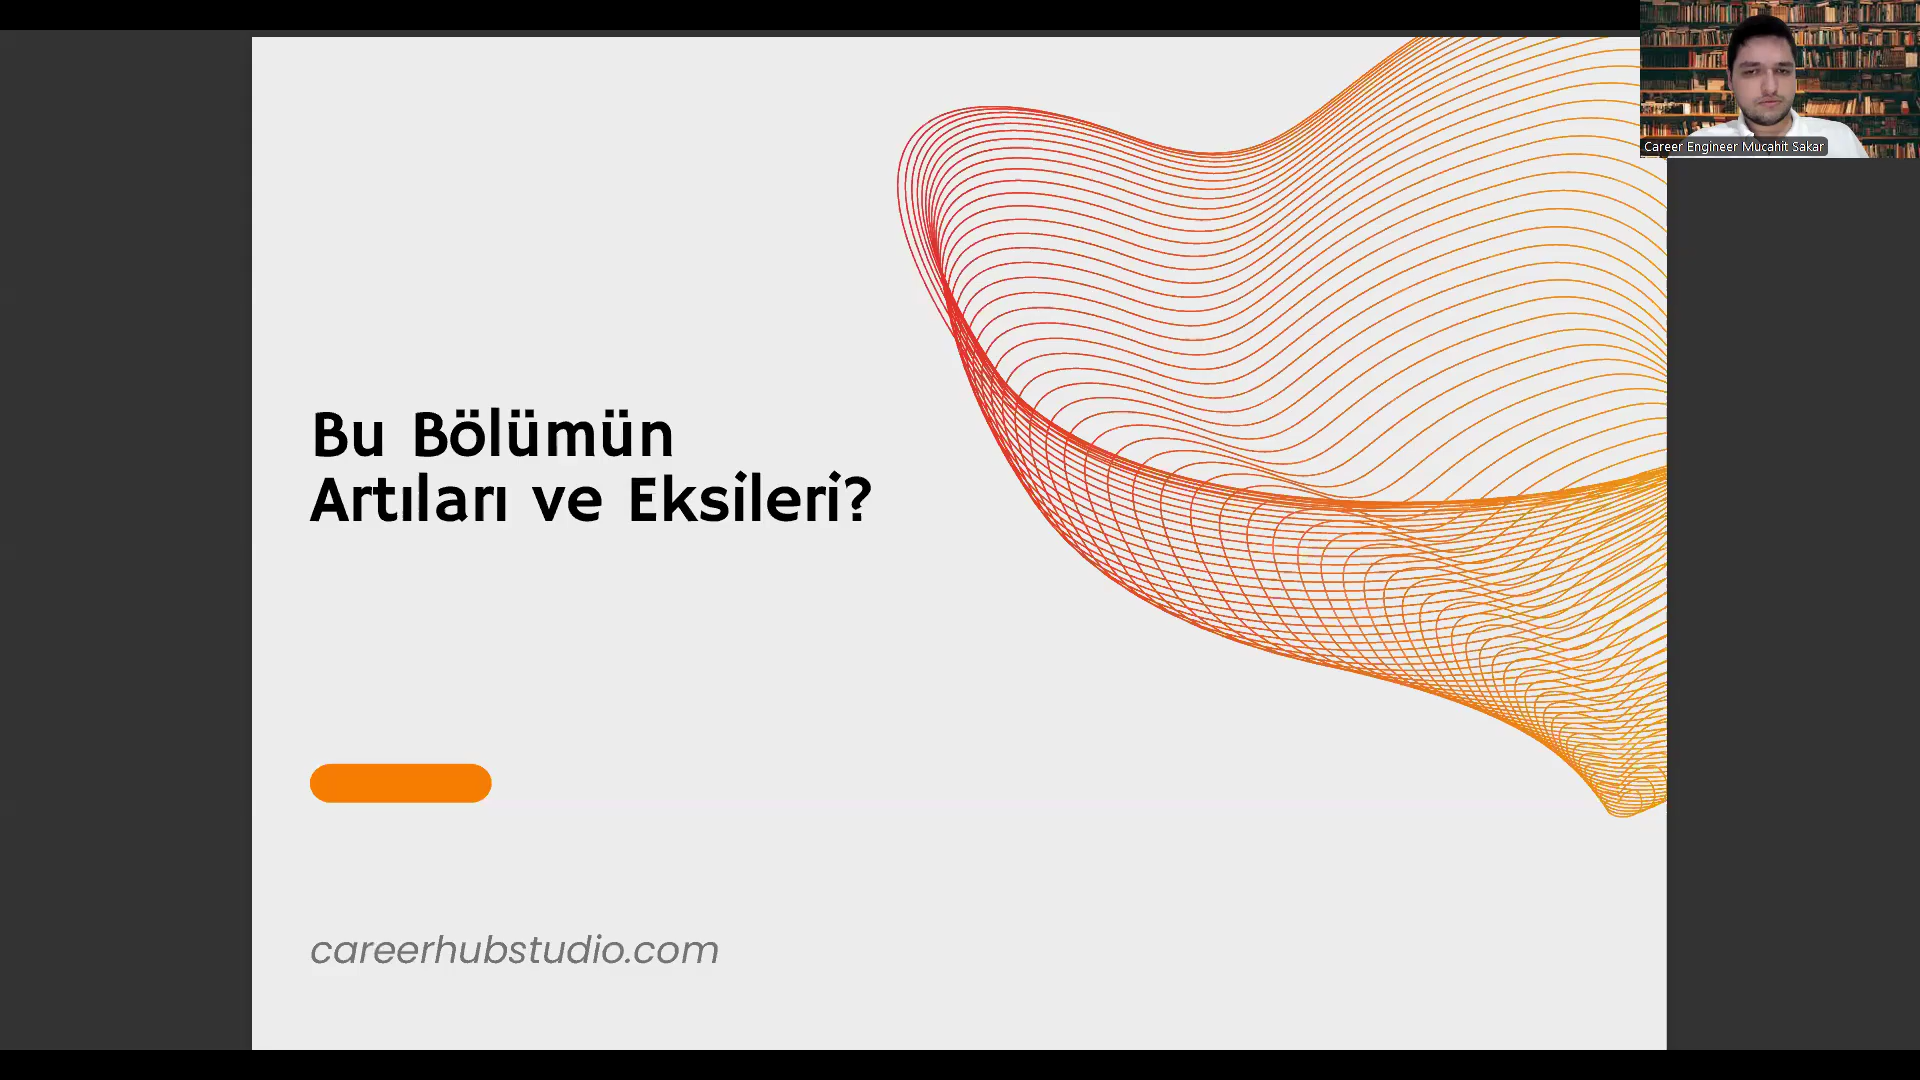 Career Engineer Mucahit Sakar
Bu Bölümün
Artıları ve Eksileri?
careerhubstudio.com